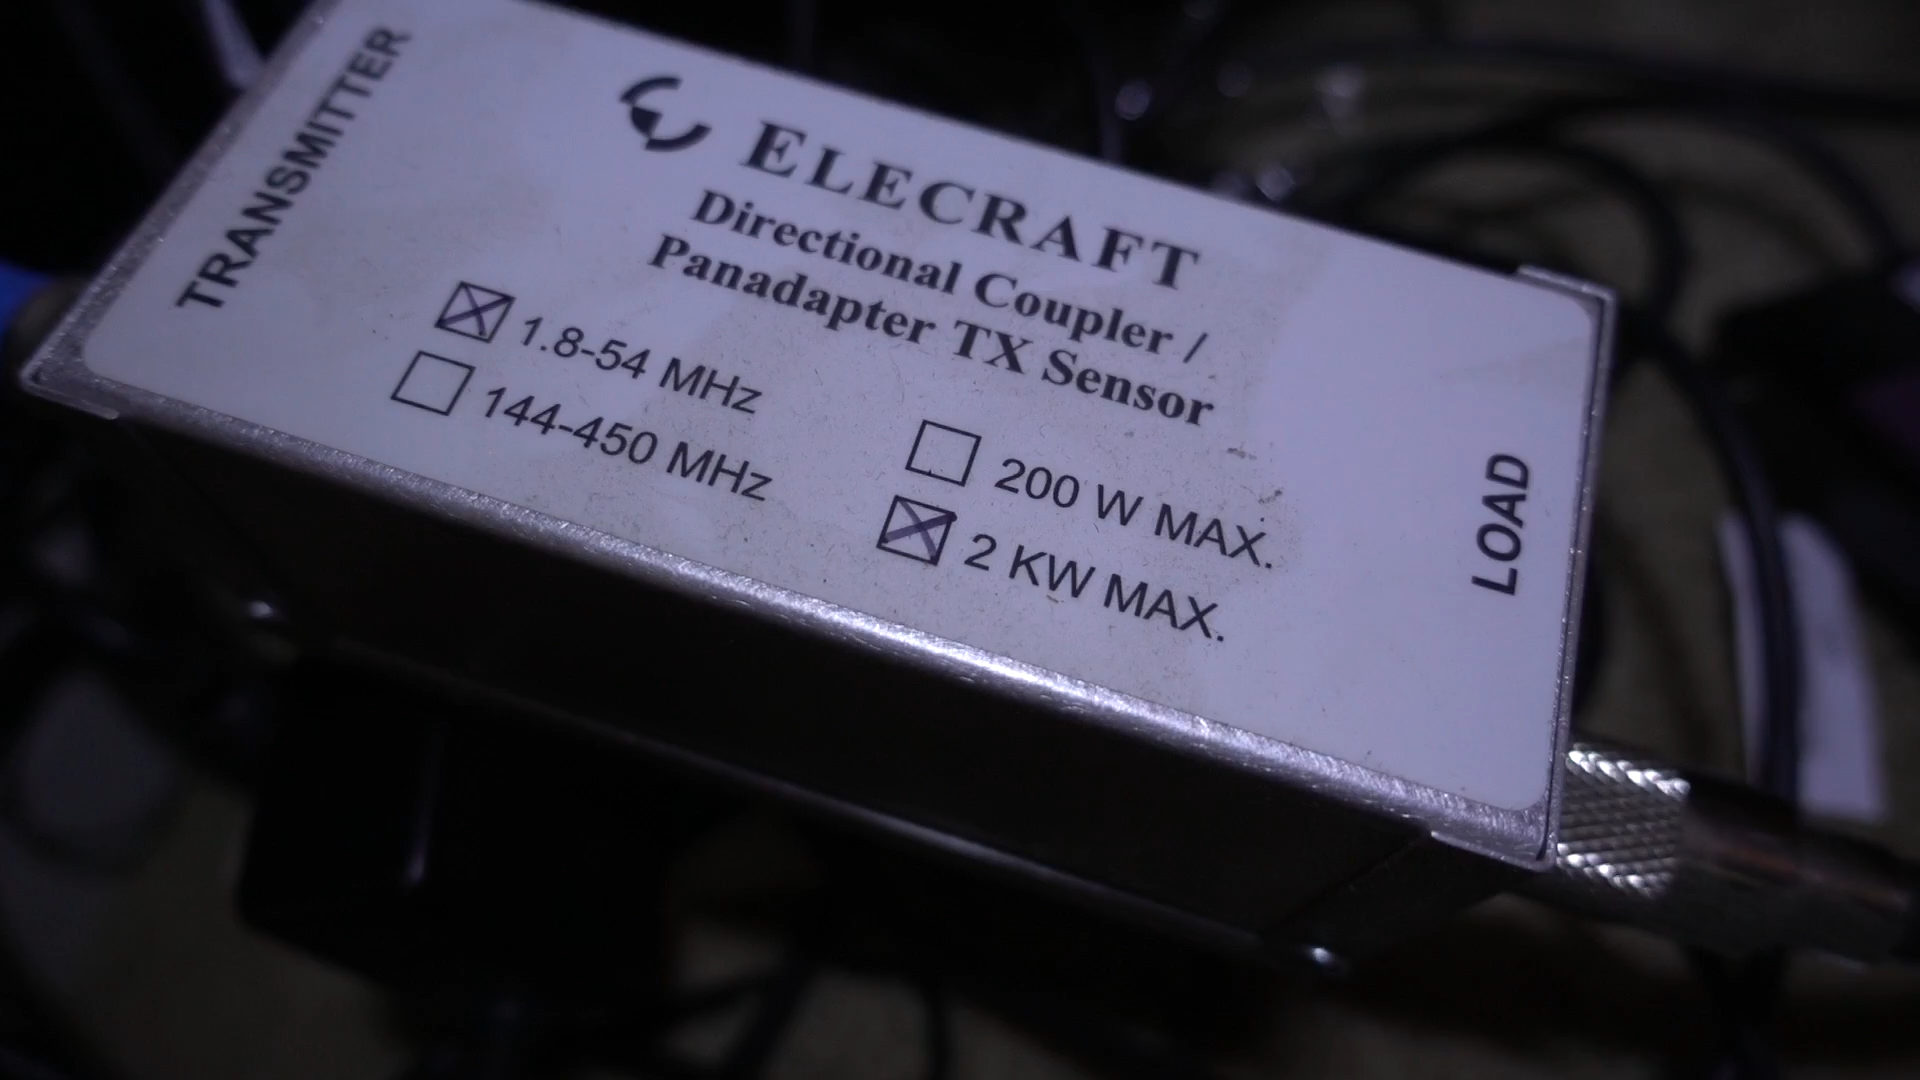 TRANSMITTER
ELECRAFT
Directional Coupler /
Panadapter TX Sensor
1.8-54 MHz
144-450 MHz
200 W MAX.
2 KW MAX.
LOAD